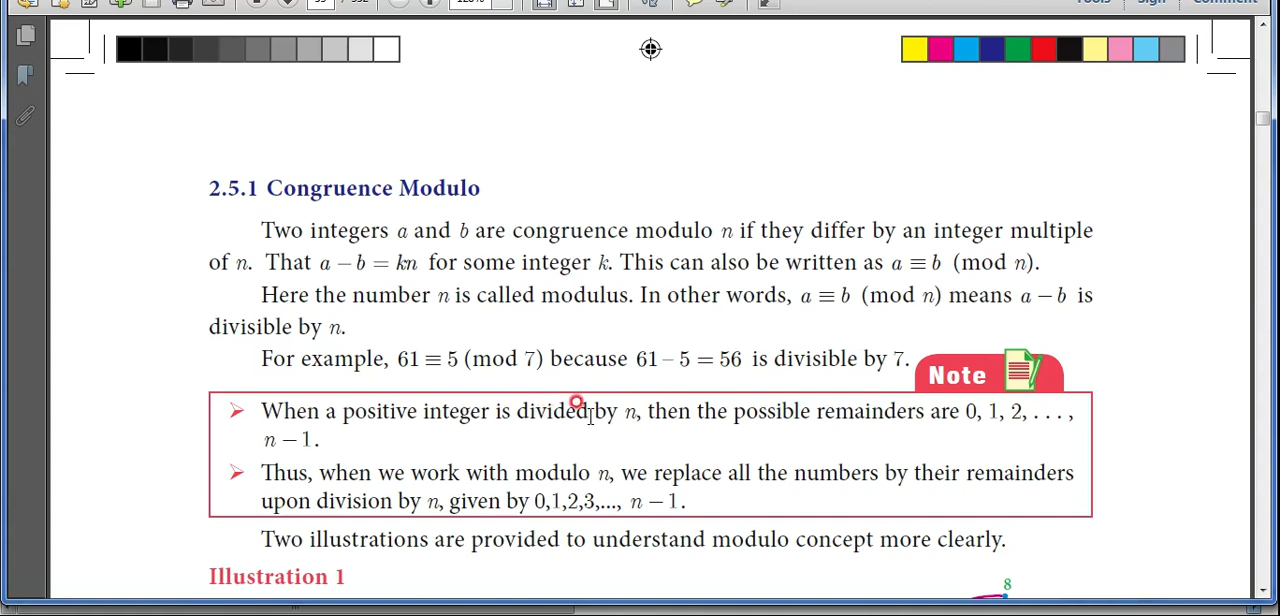 2.5.1 Congruence Modulo
Two integers a and b are congruence modulo n if they differ by an integer multiple
of n. That a − b = kn for some integer k. This can also be written as a ≡ b (mod n).
Here the number n is called modulus. In other words, a ≡ b (mod n) means a − b is
divisible by n.
For example, 61 ≡ 5 (mod 7) because 61 – 5 = 56 is divisible by 7.
Note
➢ When a positive integer is divided by n, then the possible remainders are 0, 1, 2, . . . ,
n − 1.
➢ Thus, when we work with modulo n, we replace all the numbers by their remainders
upon division by n, given by 0,1,2,3,..., n − 1.
Two illustrations are provided to understand modulo concept more clearly.
Illustration 1
8